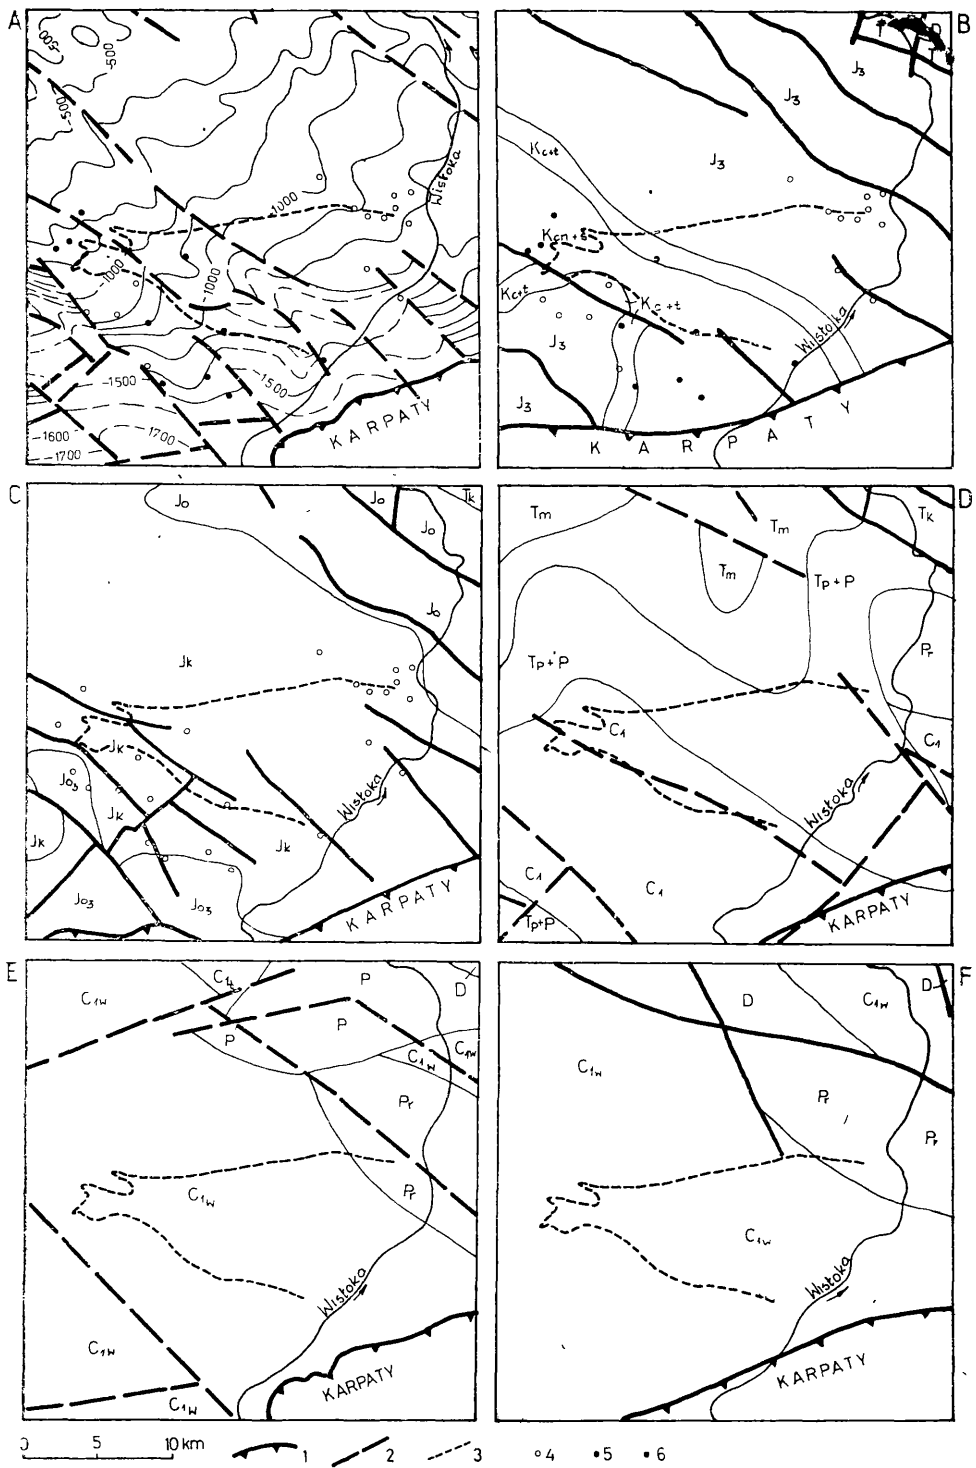 A
-500
-500
-500
Wisłoka
-1000
-1000
-1000
-1500
-1500
-1600
1700
-1700
KARPATY
B
T
T
J3
J3
J3
Kc+t
Kc+t
Kc+t
J3
J3
Wisłoka
KARPATY
C
Jo
Jo
Tk
Jo
Jo
Jk
Jk
Jo3
Jk
Jk
Jk
Jo3
Jo3
Wisłoka
KARPATY
D
Tm
Tm
Tk
Tm
Tp+P
Tp+P
Pr
C1
C1
C1
C1
Tp+P
Wisłoka
KARPATY
E
C1w
P
D
P
P
C1w
C1w
Pr
C1w
Pr
C1w
C1w
Wisłoka
KARPATY
F
D
C1w
D
C1w
Pr
Pr
C1w
Wisłoka
KARPATY
0 5 10 km
1 2 3 4 5 6